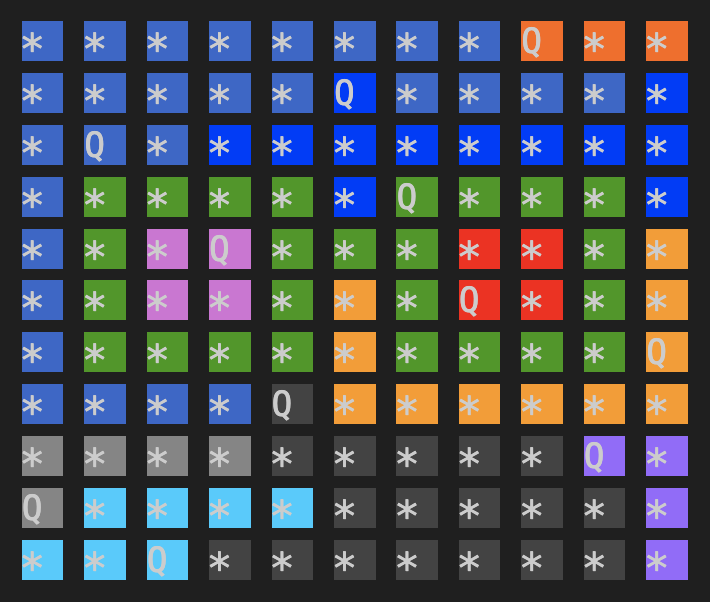 * * * * * * * * Q * *
* * * * * Q * * * * *
* Q * * * * * * * * *
* * * * * * Q * * * *
* * * Q * * * * * * *
* * * * * * * Q * * *
* * * * * * * * * * Q
* * * * Q * * * * * *
* * * * * * * * * Q *
Q * * * * * * * * * *
* * Q * * * * * * * *